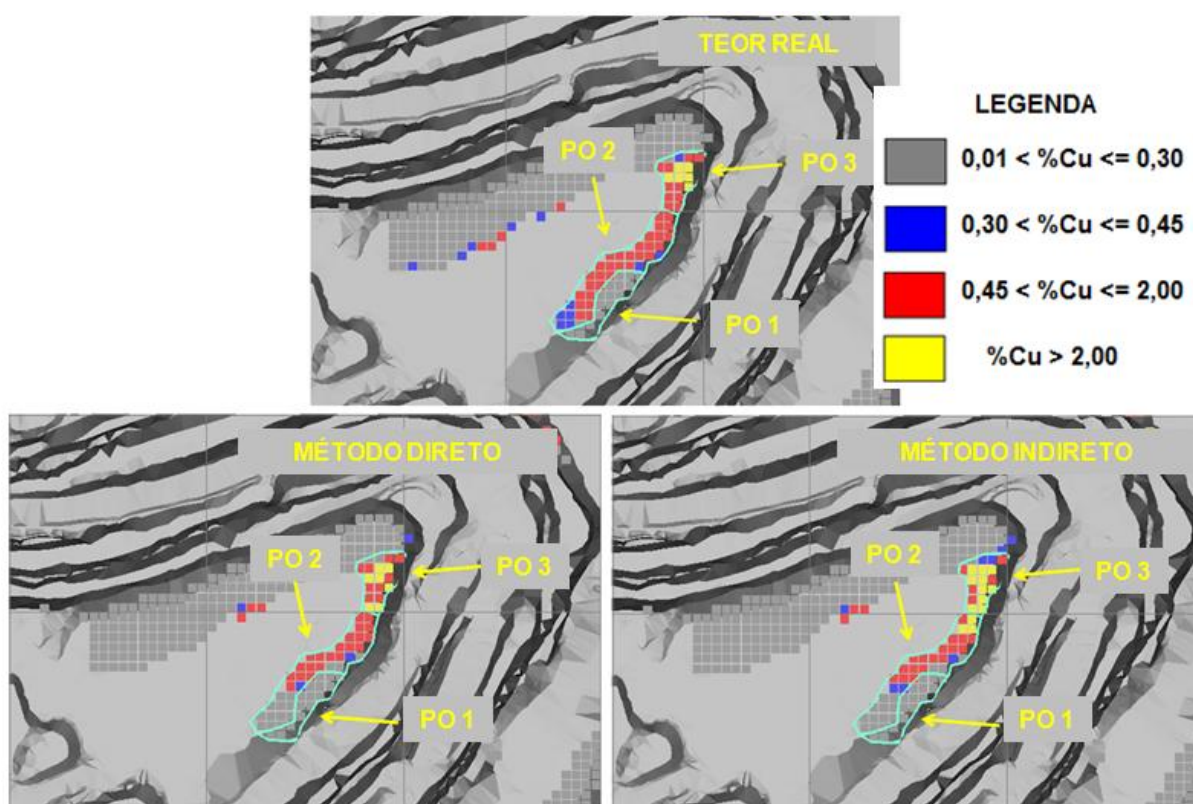 TEOR REAL
PO 2
PO 3
PO 1
LEGENDA
0,01 < %Cu <= 0,30
0,30 < %Cu <= 0,45
0,45 < %Cu <= 2,00
%Cu > 2,00
MÉTODO DIRETO
PO 2
PO 3
PO 1
MÉTODO INDIRETO
PO 2
PO 3
PO 1